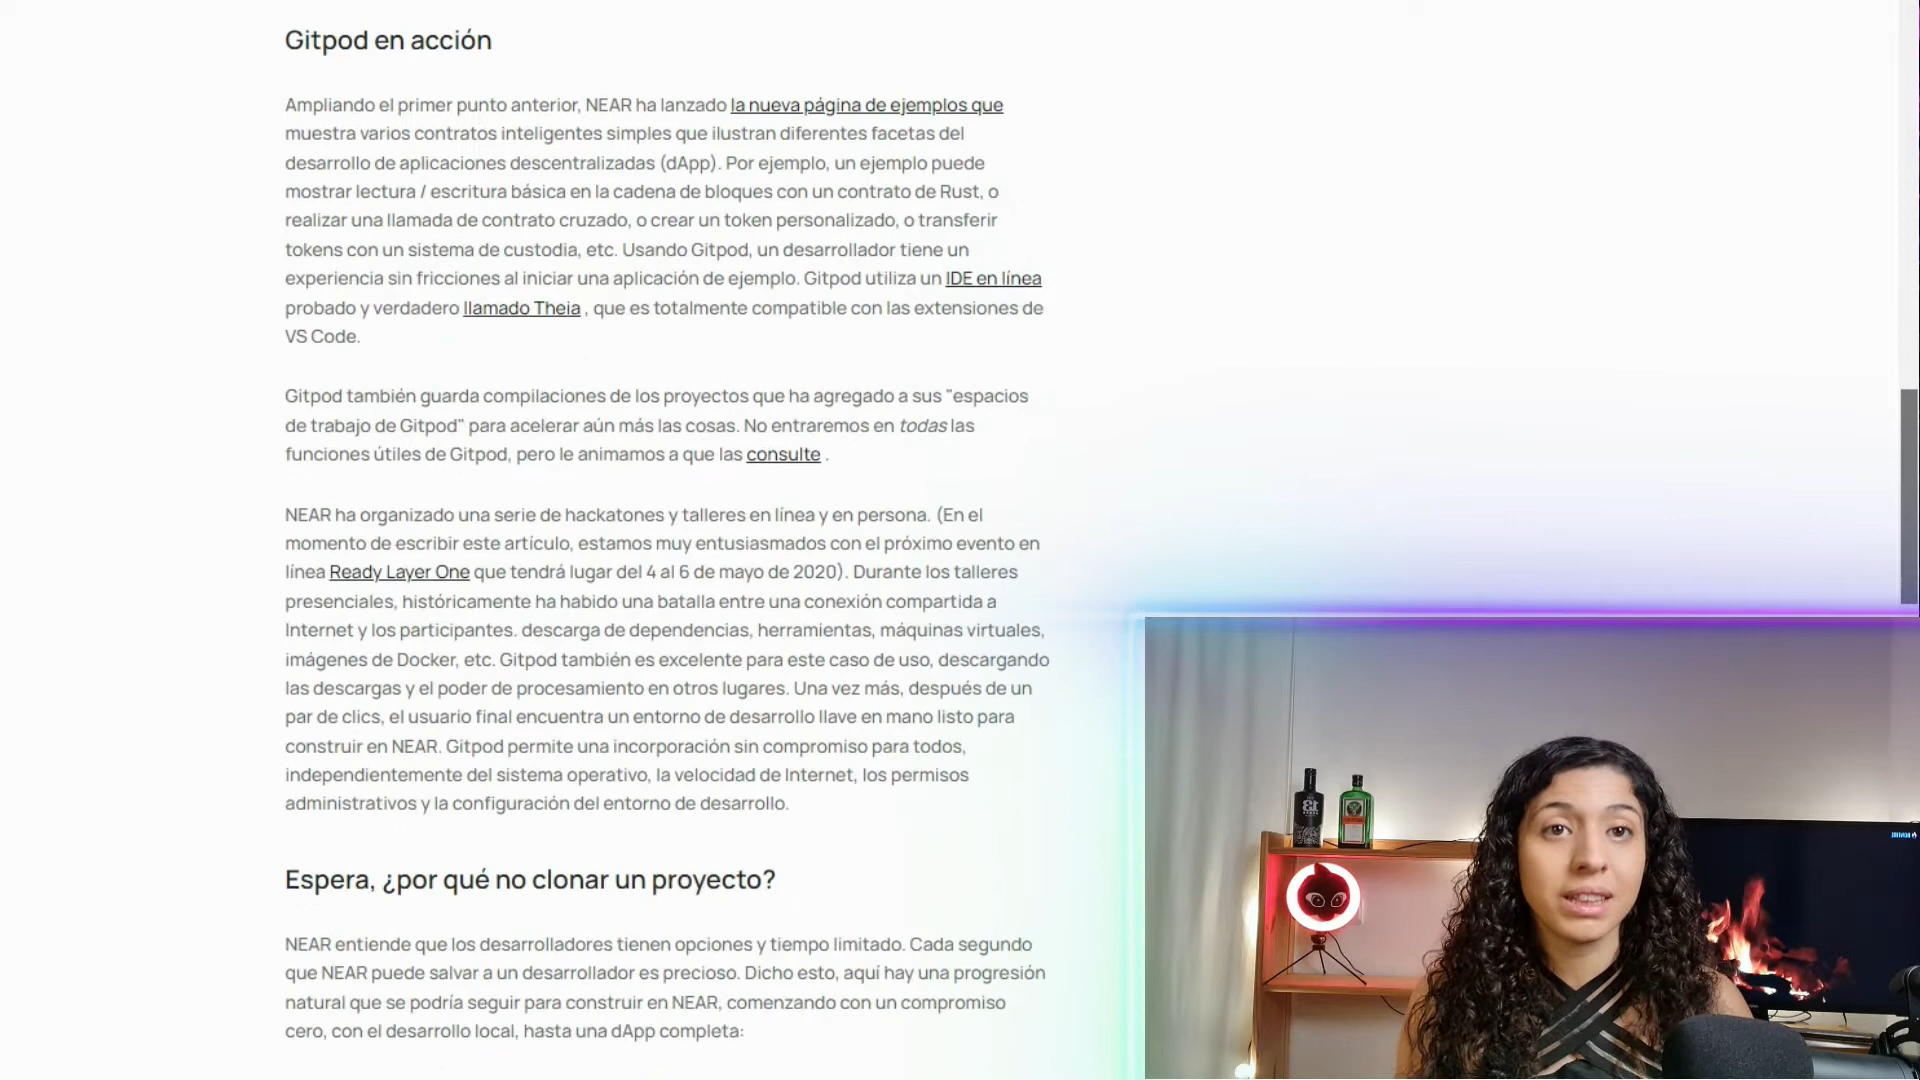 Gitpod en acción
Ampliando el primer punto anterior, NEAR ha lanzado la nueva página de ejemplos que
muestra varios contratos inteligentes simples que ilustran diferentes facetas del
desarrollo de aplicaciones descentralizadas (dApp). Por ejemplo, un ejemplo puede
mostrar lectura / escritura básica en la cadena de bloques con un contrato de Rust, o
realizar una llamada de contrato cruzado, o crear un token personalizado, o transferir
tokens con un sistema de custodia, etc. Usando Gitpod, un desarrollador tiene un
experiencia sin fricciones al iniciar una aplicación de ejemplo. Gitpod utiliza un IDE en línea
probado y verdadero llamado Theia , que es totalmente compatible con las extensiones de
VS Code.
Gitpod también guarda compilaciones de los proyectos que ha agregado a sus "espacios
de trabajo de Gitpod" para acelerar aún más las cosas. No entraremos en todas las
funciones útiles de Gitpod, pero le animamos a que las consulte .
NEAR ha organizado una serie de hackatones y talleres en línea y en persona. (En el
momento de escribir este artículo, estamos muy entusiasmados con el próximo evento en
línea Ready Layer One que tendrá lugar del 4 al 6 de mayo de 2020). Durante los talleres
presenciales, históricamente ha habido una batalla entre una conexión compartida a
Internet y los participantes. descarga de dependencias, herramientas, máquinas virtuales,
imágenes de Docker, etc. Gitpod también es excelente para este caso de uso, descargando
las descargas y el poder de procesamiento en otros lugares. Una vez más, después de un
par de clics, el usuario final encuentra un entorno de desarrollo llave en mano listo para
construir en NEAR. Gitpod permite una incorporación sin compromiso para todos,
independientemente del sistema operativo, la velocidad de Internet, los permisos
administrativos y la configuración del entorno de desarrollo.
Espera, ¿por qué no clonar un proyecto?
NEAR entiende que los desarrolladores tienen opciones y tiempo limitado. Cada segundo
que NEAR puede salvar a un desarrollador es precioso. Dicho esto, aquí hay una progresión
natural que se podría seguir para construir en NEAR, comenzando con un compromiso
cero, con el desarrollo local, hasta una dApp completa: